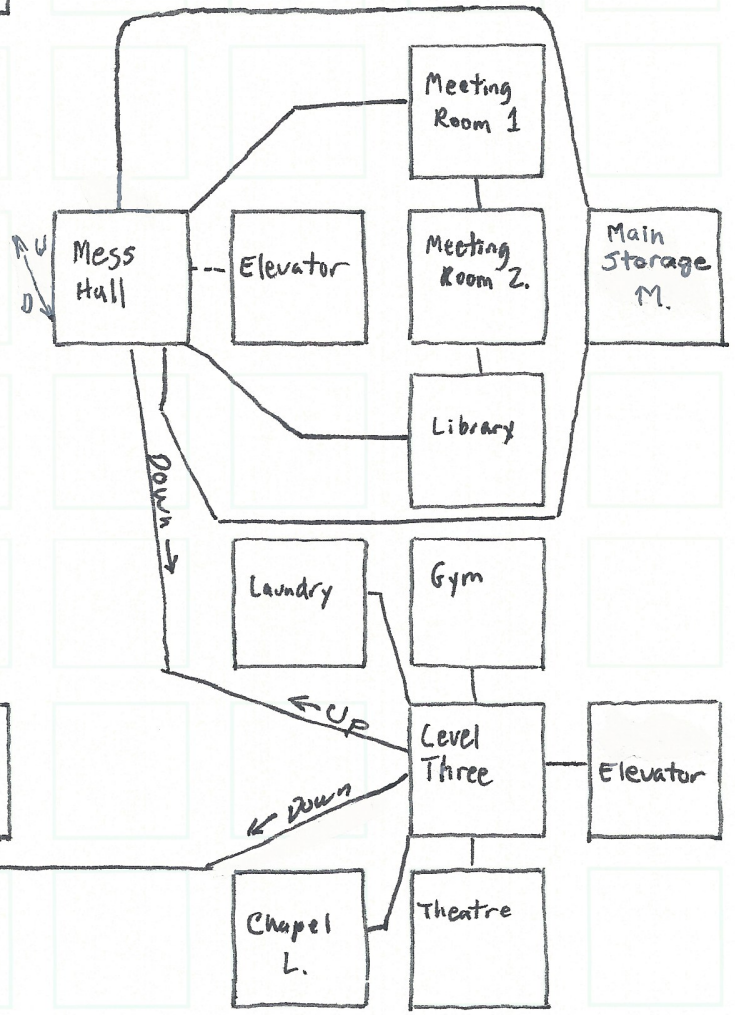 Meeting
Room 1
U
D
Mess
Hall
Elevator
Meeting
Room 2.
Main
Storage
M.
Library
Down
Laundry
Gym
Up
Level
Three
Elevator
Down
Chapel
L.
Theatre